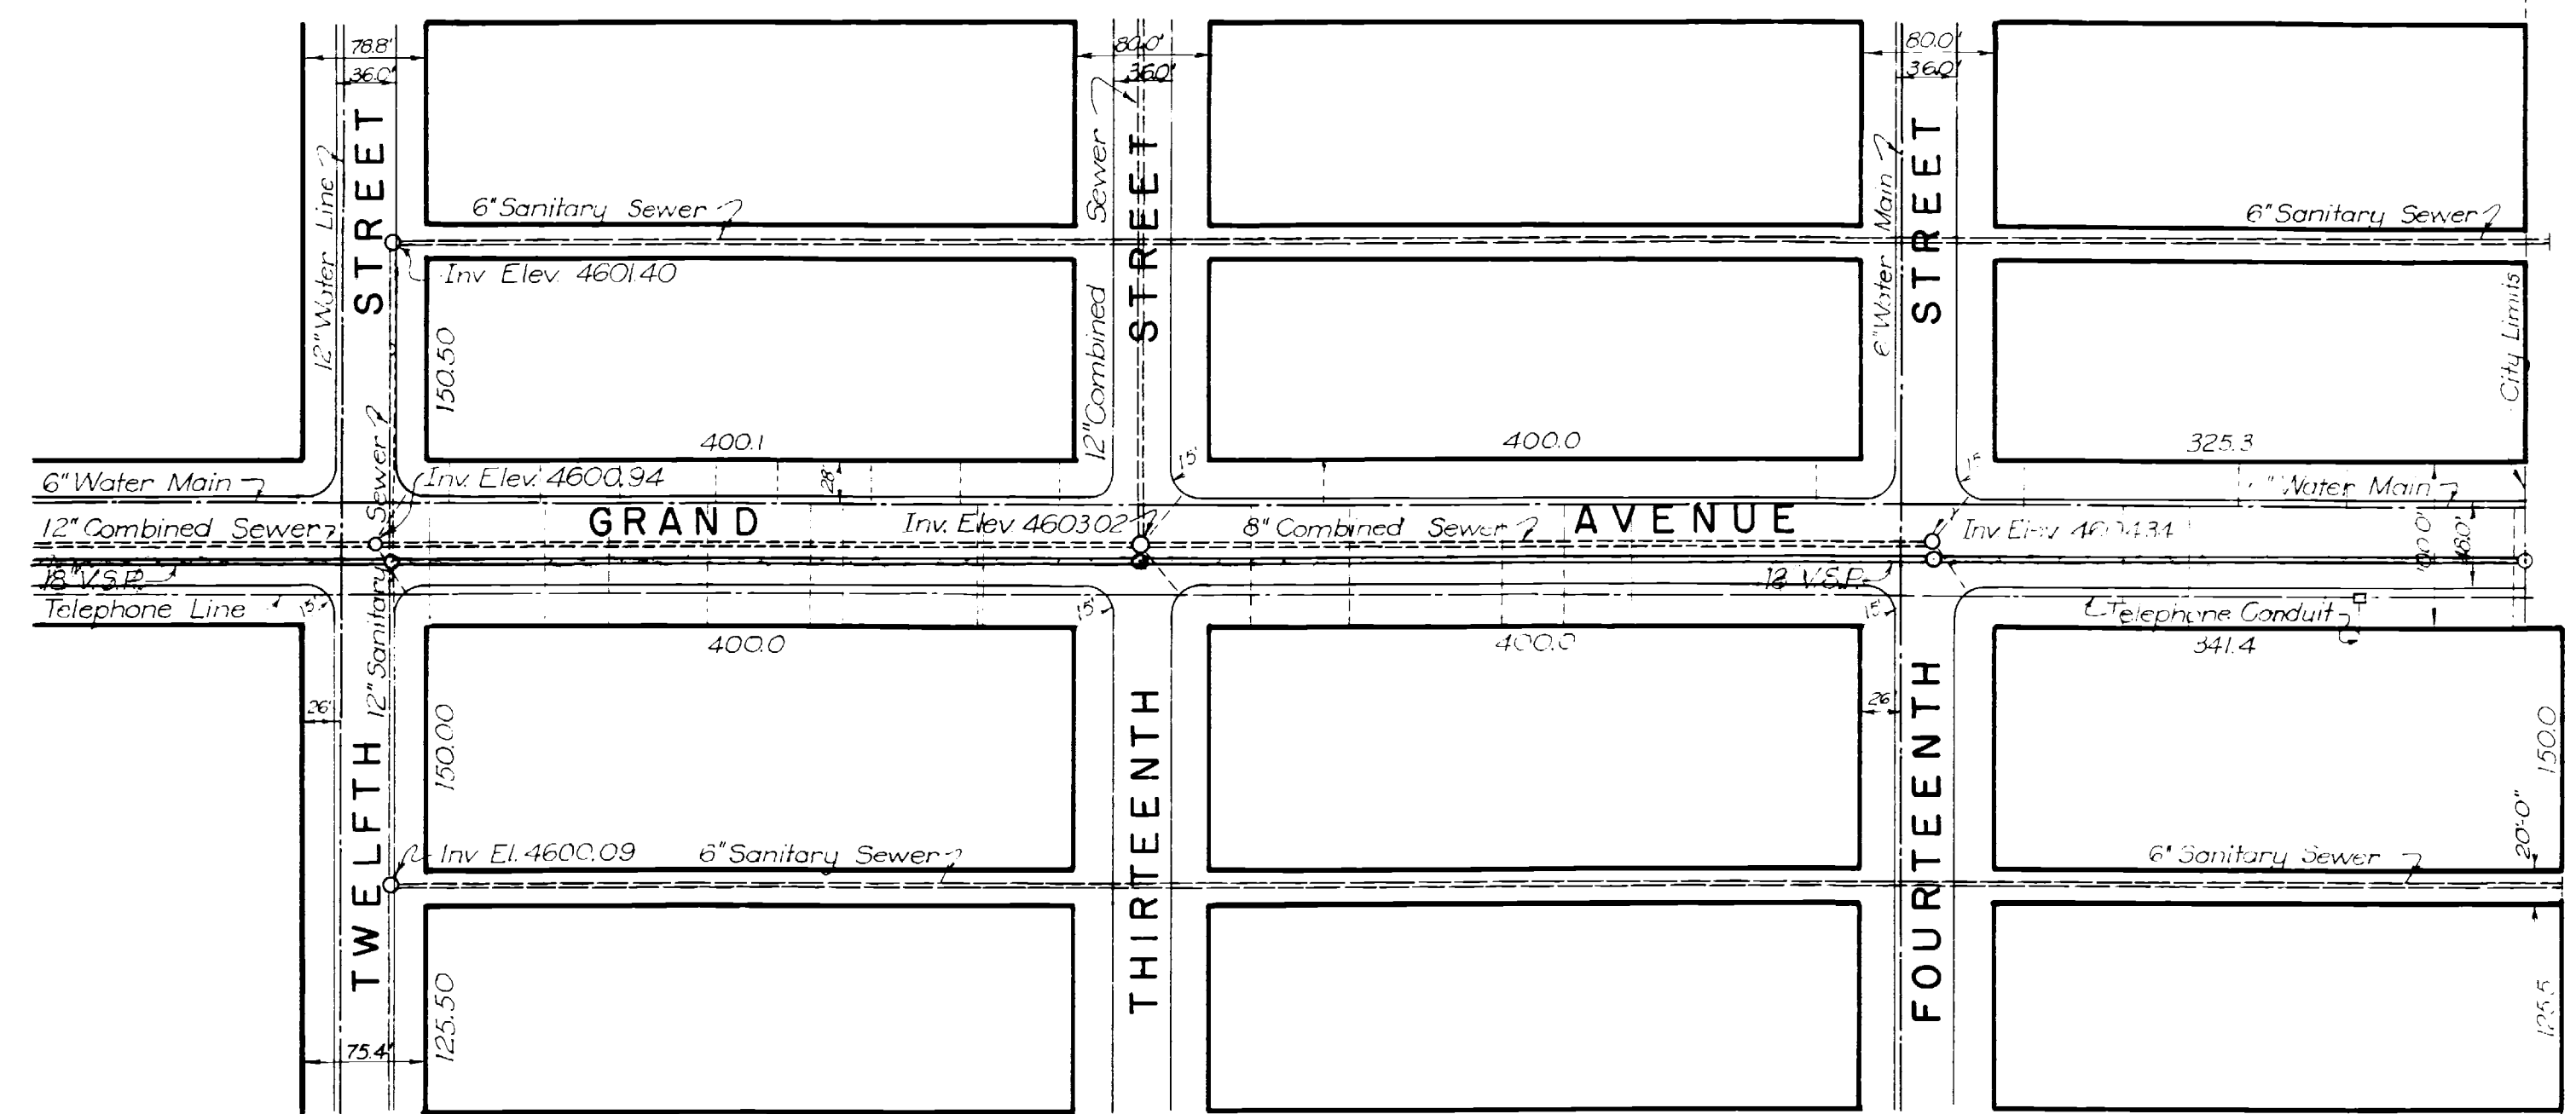 78.8'
80.0'
80.0'
36.0'
36.0'
36.0'
12" Water Line
STREET
12" Combined Sewer
STREET
6" Water Main
STREET
6" Sanitary Sewer
6" Sanitary Sewer
Inv Elev. 4601.40
150.50
City Limits
400.1
400.0
325.3
15'
15'
6" Water Main
Inv. Elev. 4600.94
28'
" Water Main
12" Combined Sewer
GRAND
Inv. Elev. 4603.02
8" Combined Sewer
AVENUE
Inv Elev
48.0'
18" V.S.P.
V.S.P.
Telephone Line
15'
15'
15'
Telephone Conduit
12" Sanitary Sewer
400.0
400.0
341.4
26'
26'
150.00
150.0
TWELFTH
THIRTEENTH
FOURTEENTH
20'-0"
Inv El. 4600.09
6" Sanitary Sewer
6" Sanitary Sewer
125.50
125.5
75.4'